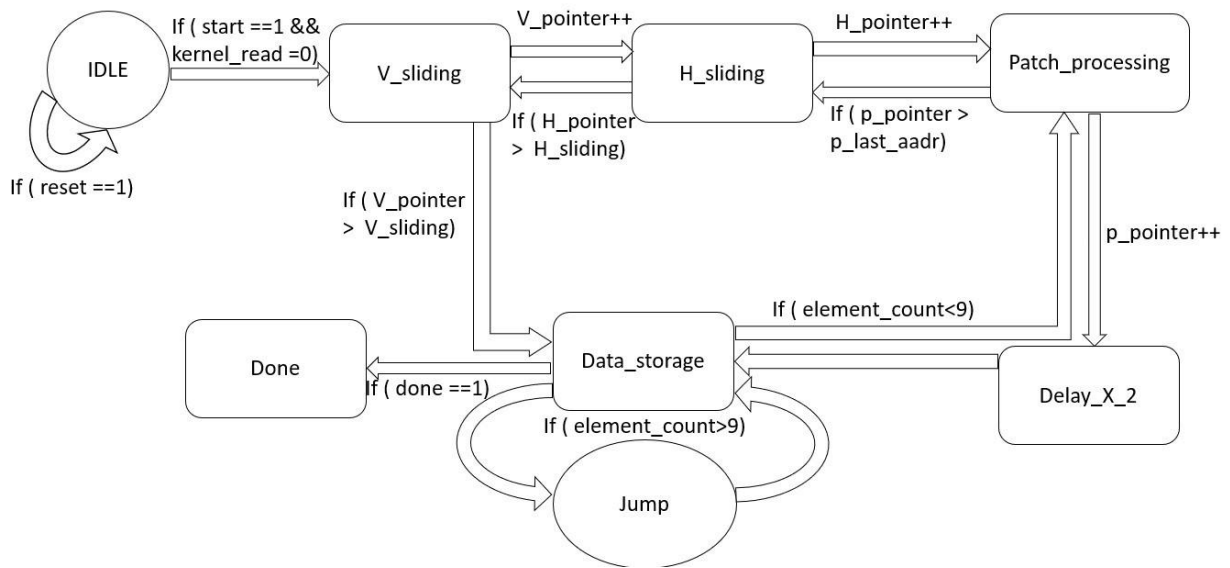 If ( start ==1 &&
kernel_read =0)
V_pointer++
H_pointer++
IDLE
V_sliding
H_sliding
Patch_processing
If ( H_pointer
> H_sliding)
If ( p_pointer >
p_last_aadr)
If ( reset ==1)
If ( V_pointer
> V_sliding)
p_pointer++
If ( element_count<9)
Done
Data_storage
Delay_X_2
If ( done ==1)
If ( element_count>9)
Jump